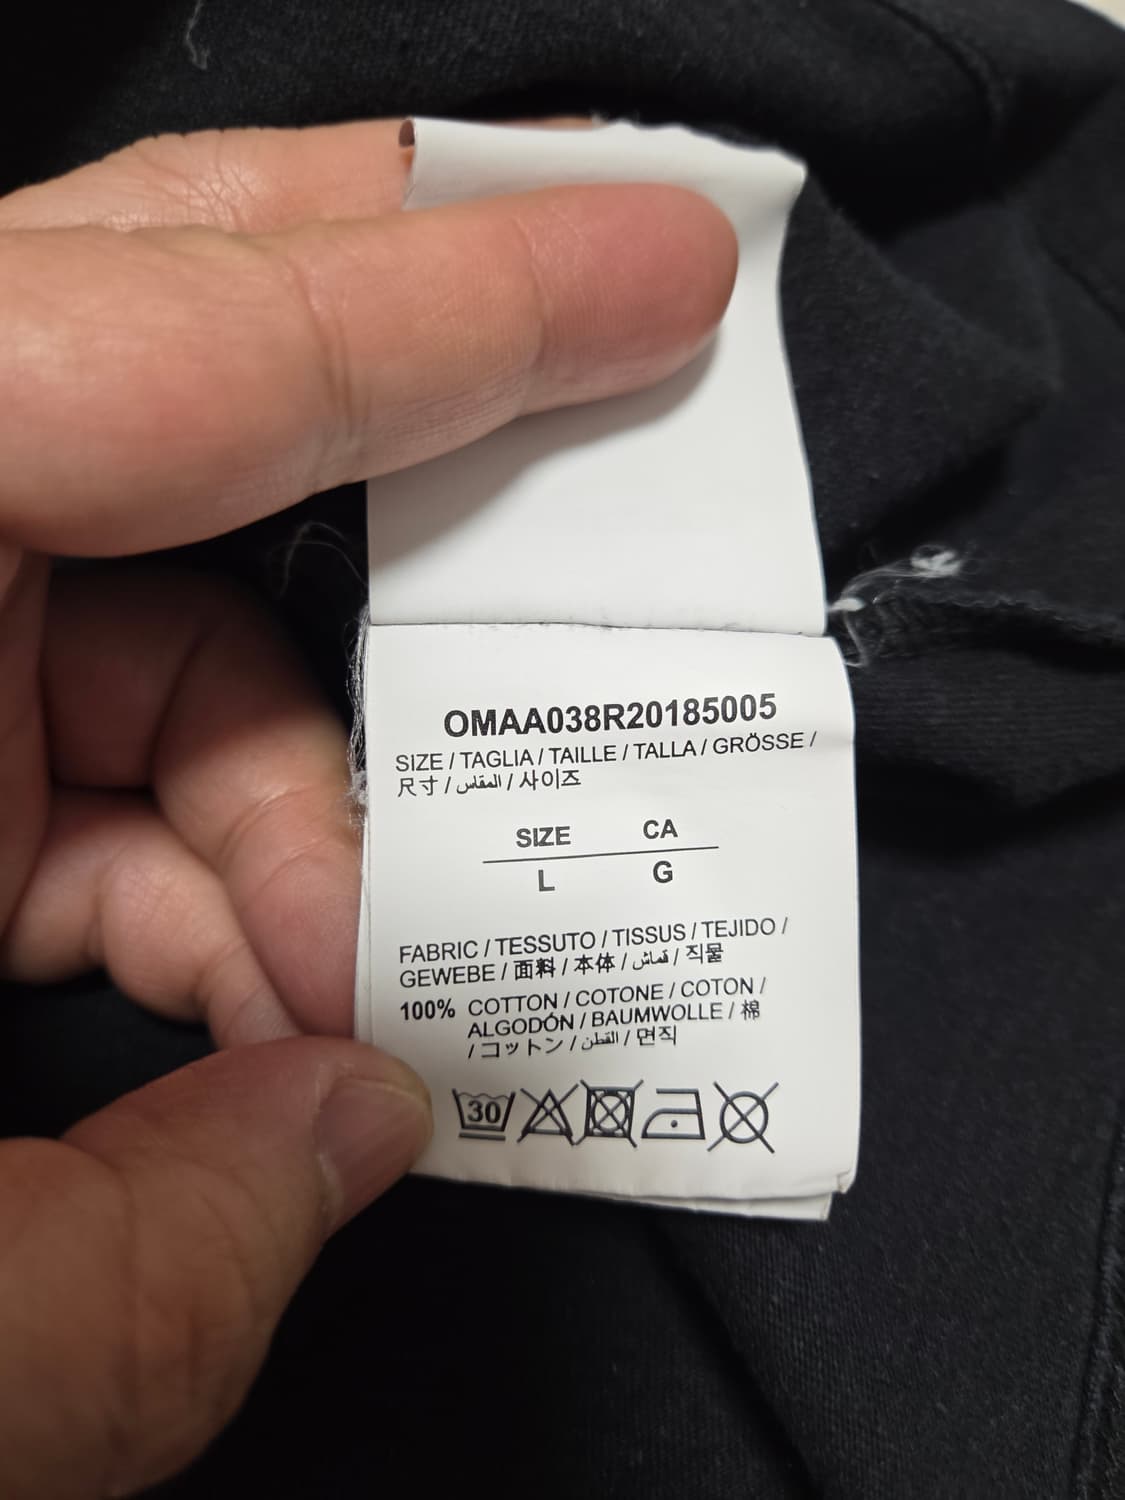 OMAA038R20185005
SIZE / TAGLIA / TAILLE / TALLA / GRÖSSE /
尺寸 / المقاس / 사이즈
SIZE CA
L G
FABRIC / TESSUTO / TISSUS / TEJIDO /
GEWEBE / 面料 / 本体 / قماش / 직물
100% COTTON / COTONE / COTON /
ALGODÓN / BAUMWOLLE / 棉
/ コットン / القطن / 면직
30